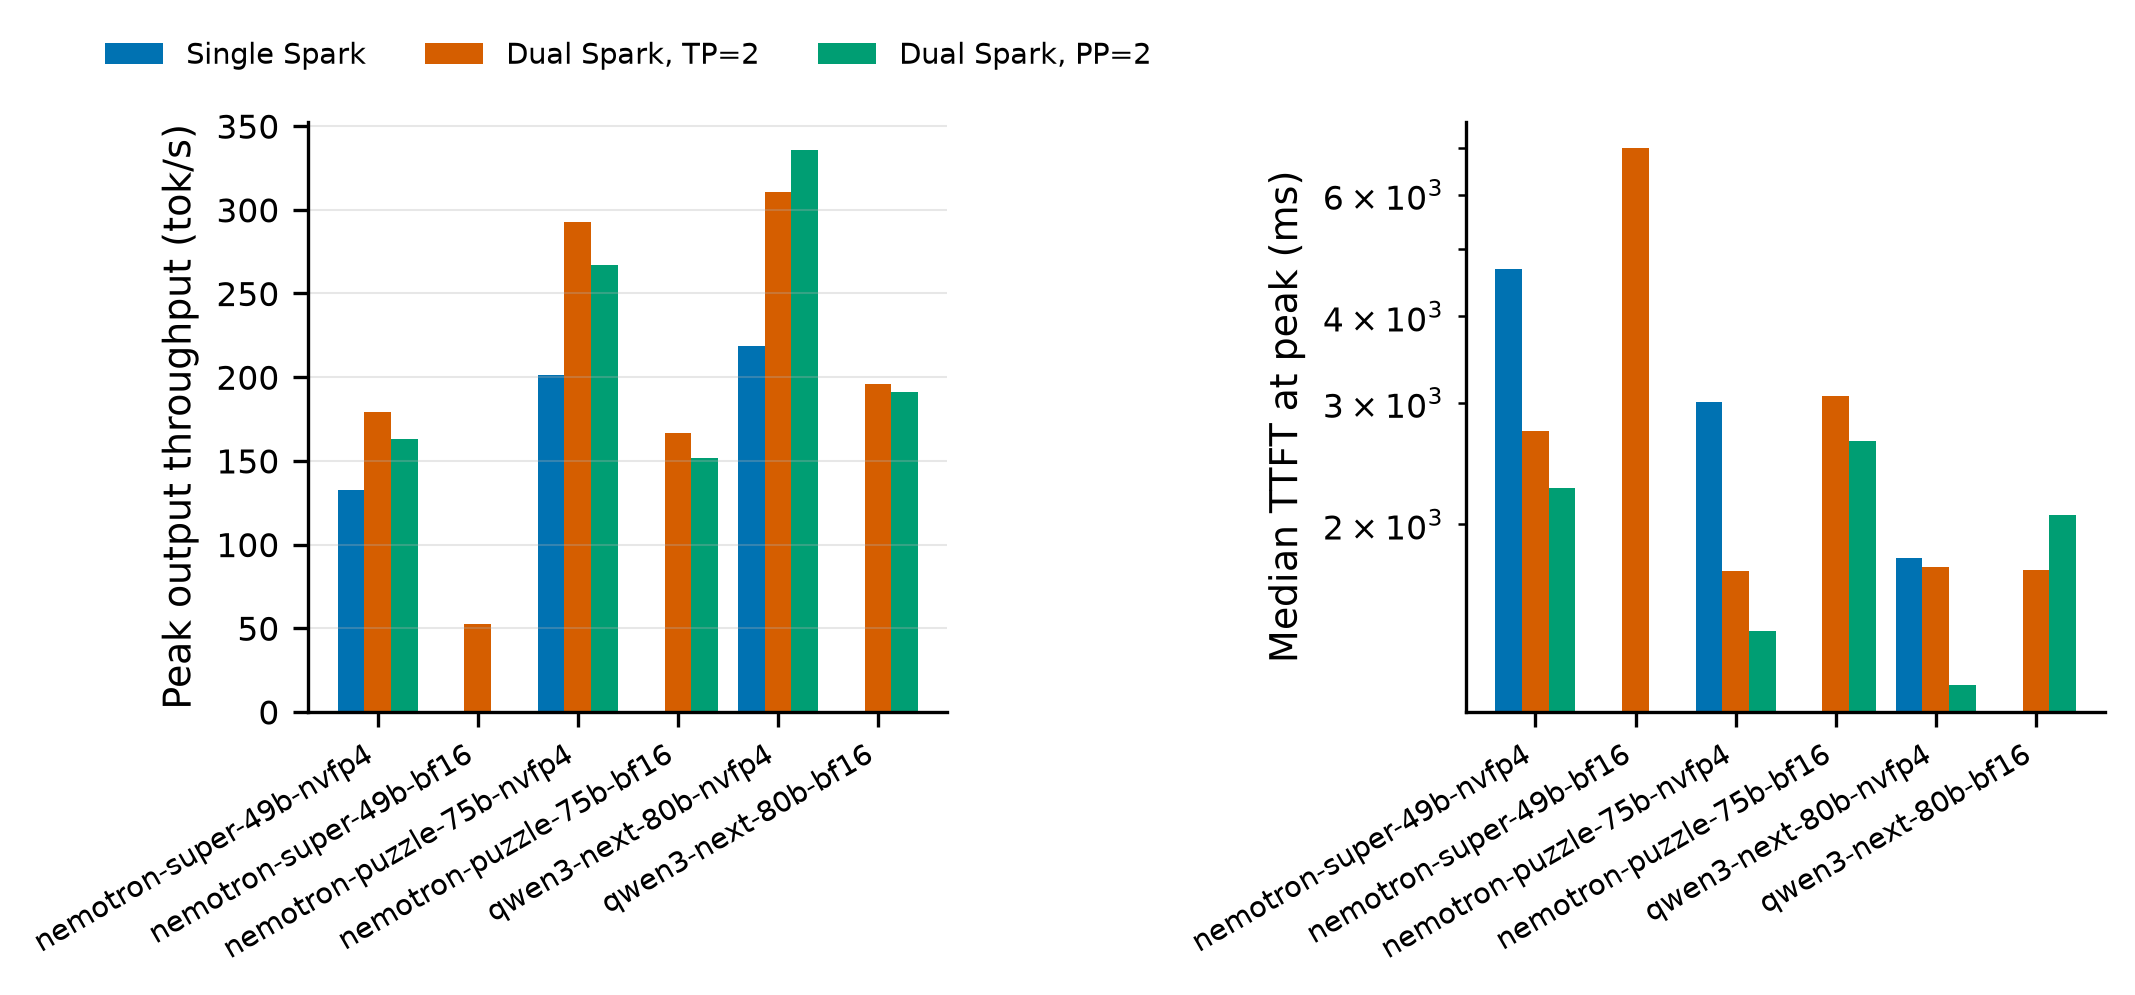 Single Spark
Dual Spark, TP=2
Dual Spark, PP=2
Peak output throughput (tok/s)
350
300
250
200
150
100
50
0
nemotron-super-49b-nvfp4
nemotron-super-49b-bf16
nemotron-puzzle-75b-nvfp4
nemotron-puzzle-75b-bf16
qwen3-next-80b-nvfp4
qwen3-next-80b-bf16
Median TTFT at peak (ms)
6 × 10³
4 × 10³
3 × 10³
2 × 10³
nemotron-super-49b-nvfp4
nemotron-super-49b-bf16
nemotron-puzzle-75b-nvfp4
nemotron-puzzle-75b-bf16
qwen3-next-80b-nvfp4
qwen3-next-80b-bf16